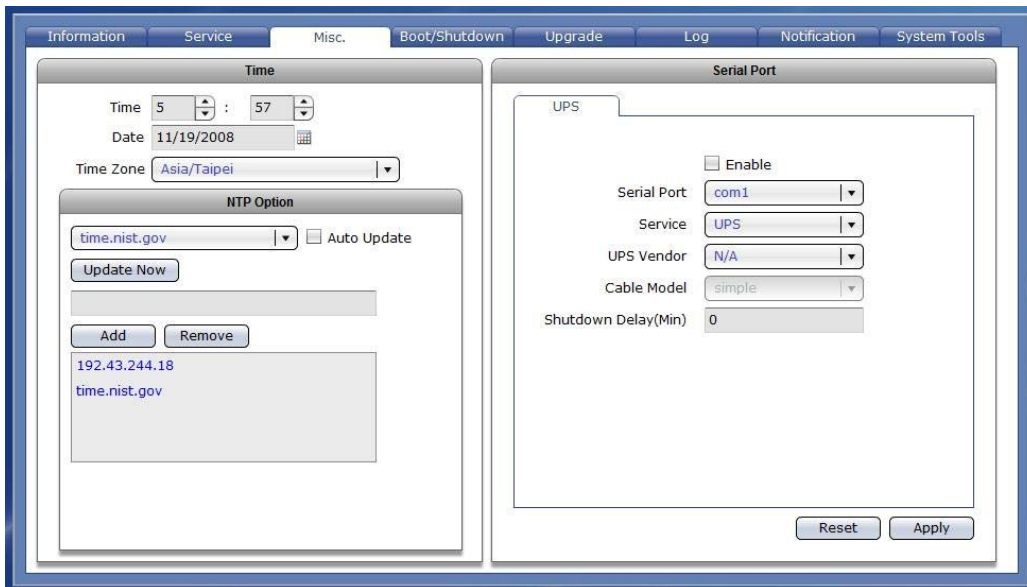 Information Service Misc. Boot/Shutdown Upgrade Log Notification System Tools
Time
Time 5 : 57
Date 11/19/2008
Time Zone Asia/Taipei
NTP Option
time.nist.gov Auto Update
Update Now
Add Remove
192.43.244.18
time.nist.gov
Serial Port
UPS
Enable
Serial Port com1
Service UPS
UPS Vendor N/A
Cable Model simple
Shutdown Delay(Min) 0
Reset Apply